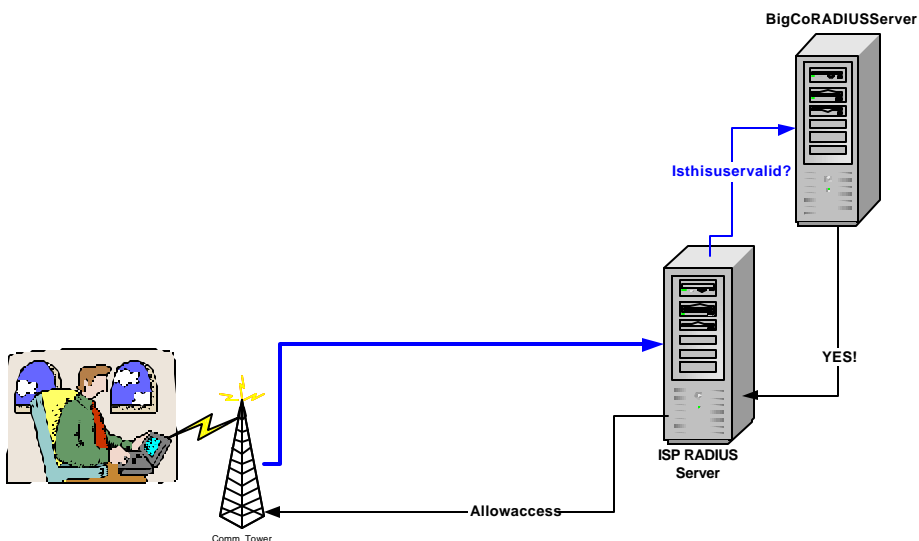 BigCoRADIUSServer
Isthisuservalid?
YES!
ISP RADIUS
Server
Allowaccess
Comm. Tower